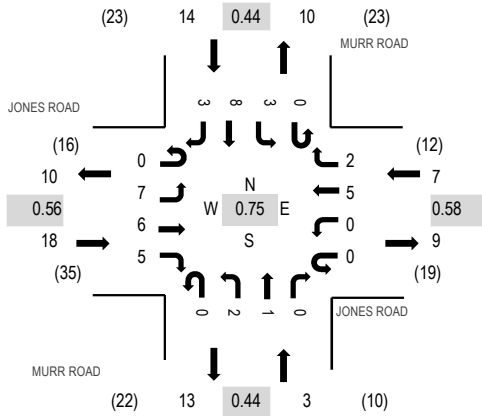 (23) 14 0.44 10 (23)
MURR ROAD
JONES ROAD
3 8 3 0
(16) (12)
10 0 2 7
7 N 5
0.56 W 0.75 E 0.58
6 0
18 S 9
5 0
(35) (19)
0 2 1 0
JONES ROAD
MURR ROAD
(22) 13 0.44 3 (10)